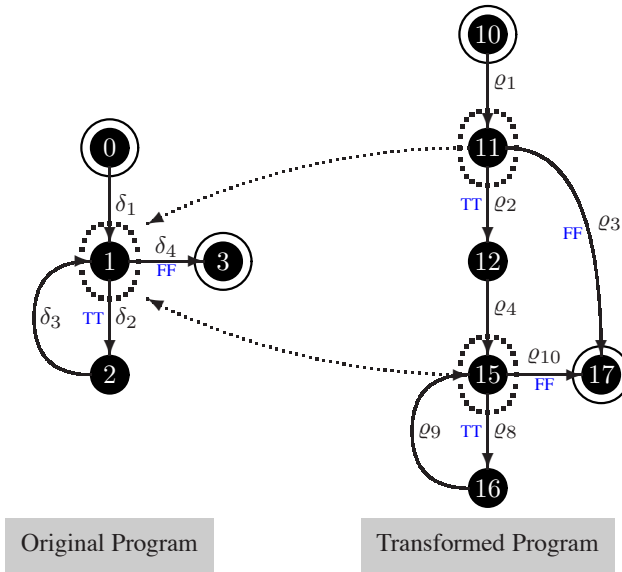 10
ϱ1
0
11
δ1
TT
ϱ2
ϱ3
FF
δ4
1
3
12
FF
δ3
TT
δ2
ϱ4
2
15
ϱ10
17
FF
ϱ9
TT
ϱ8
16
Original Program
Transformed Program